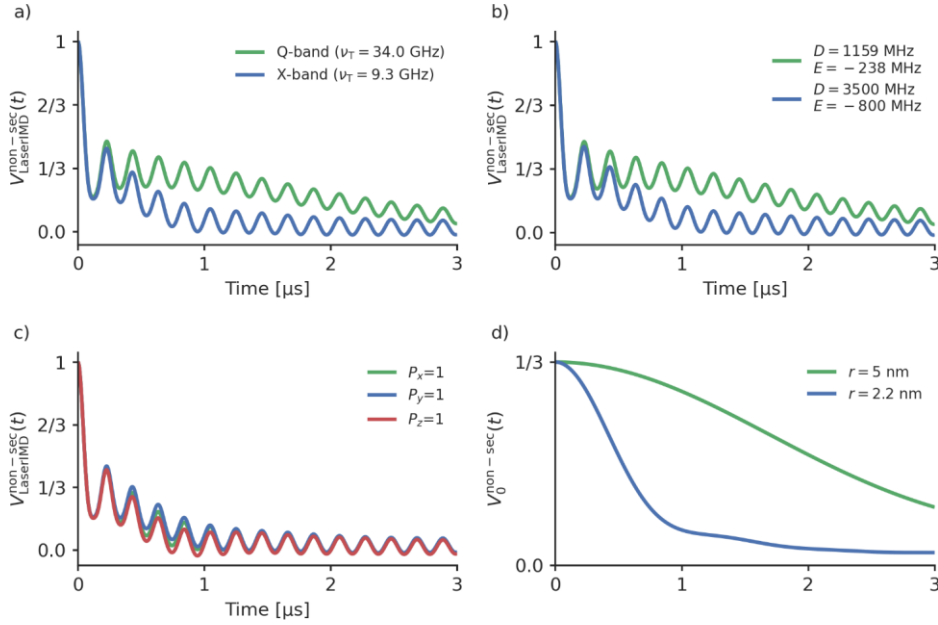 a)
V_LaserIMD^non−sec(t)
1
2/3
1/3
0.0
Q-band (ν_T = 34.0 GHz)
X-band (ν_T = 9.3 GHz)
0 1 2 3
Time [μs]
b)
V_LaserIMD^non−sec(t)
1
2/3
1/3
0.0
D = 1159 MHz
E = −238 MHz
D = 3500 MHz
E = −800 MHz
0 1 2 3
Time [μs]
c)
V_LaserIMD^non−sec(t)
1
2/3
1/3
0.0
P_x=1
P_y=1
P_z=1
0 1 2 3
Time [μs]
d)
V_0^non−sec(t)
1/3
0.0
r = 5 nm
r = 2.2 nm
0 1 2 3
Time [μs]